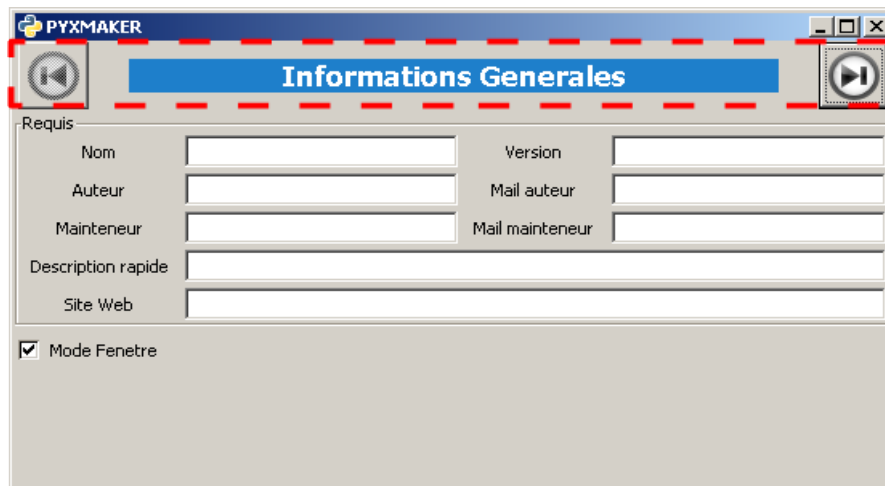 PYXMAKER
Informations Generales
Requis
Nom
Version
Auteur
Mail auteur
Mainteneur
Mail mainteneur
Description rapide
Site Web
Mode Fenetre